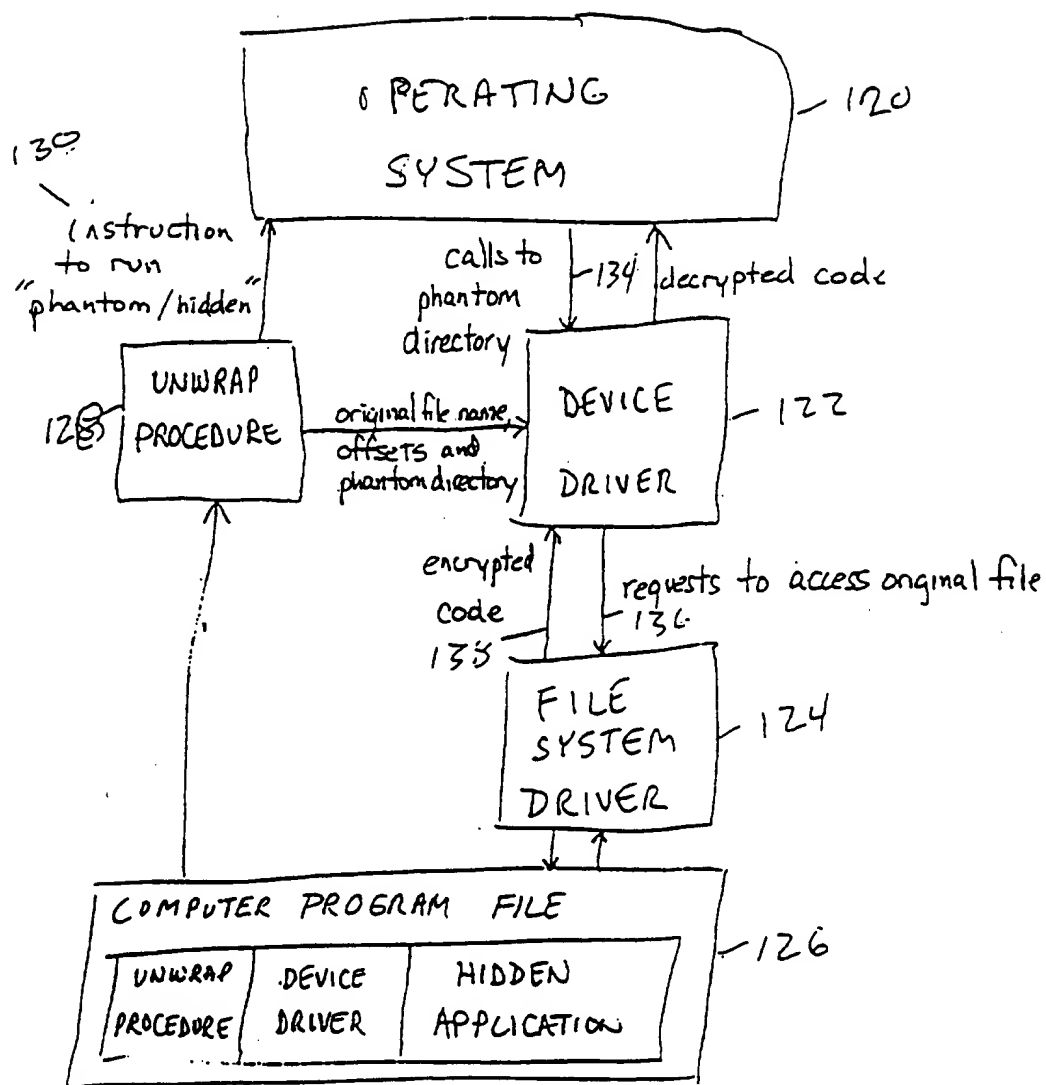 OPERATING
SYSTEM
120
130
instruction
to run
"phantom/hidden"
calls to
phantom
directory
134
decrypted code
UNWRAP
PROCEDURE
128
original file name,
offsets and
phantom directory
DEVICE
DRIVER
122
encrypted
code
138
requests to access original file
136
FILE
SYSTEM
DRIVER
124
COMPUTER PROGRAM FILE
126
UNWRAP
PROCEDURE
DEVICE
DRIVER
HIDDEN
APPLICATION